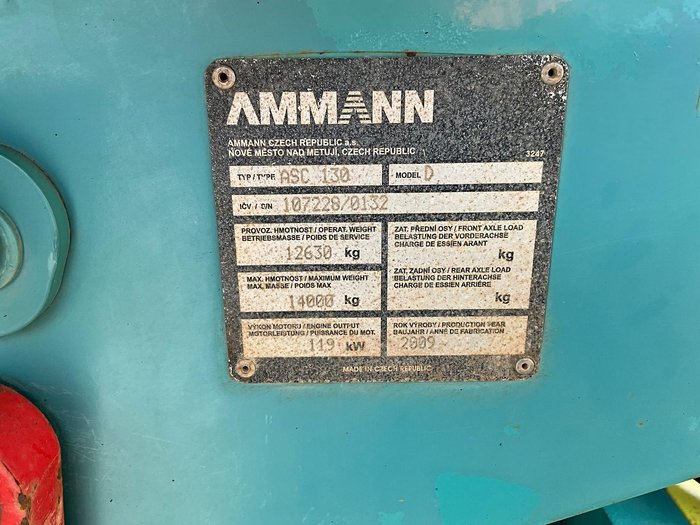 AMMANN
AMMANN CZECH REPUBLIC a.s.
NOVÉ MĚSTO NAD METUJÍ, CZECH REPUBLIC
3247
TYP / TYPE ASC 130
MODEL D
IČV / C/N 107228/0132
PROVOZ. HMOTNOST / OPERAT. WEIGHT
BETRIEBSMASSE / POIDS DE SERVICE
12630 kg
ZAT. PŘEDNÍ OSY / FRONT AXLE LOAD
BELASTUNG DER VORDERACHSE
CHARGE DE ESSIEN ARANT
kg
MAX. HMOTNOST / MAXIMUM WEIGHT
MAX. MASSE / POIDS MAX
14000 kg
ZAT. ZADNÍ OSY / REAR AXLE LOAD
BELASTUNG DER HINTERACHSE
CHARGE DE ESSIEN ARRIÉRE
kg
VÝKON MOTORU / ENGINE OUTPUT
MOTORLEISTUNG / PUISSANCE DU MOT.
119 kW
ROK VÝROBY / PRODUCTION YEAR
BAUJAHR / ANNÉ DE FABRICATION
2009
MADE IN CZECH REPUBLIC